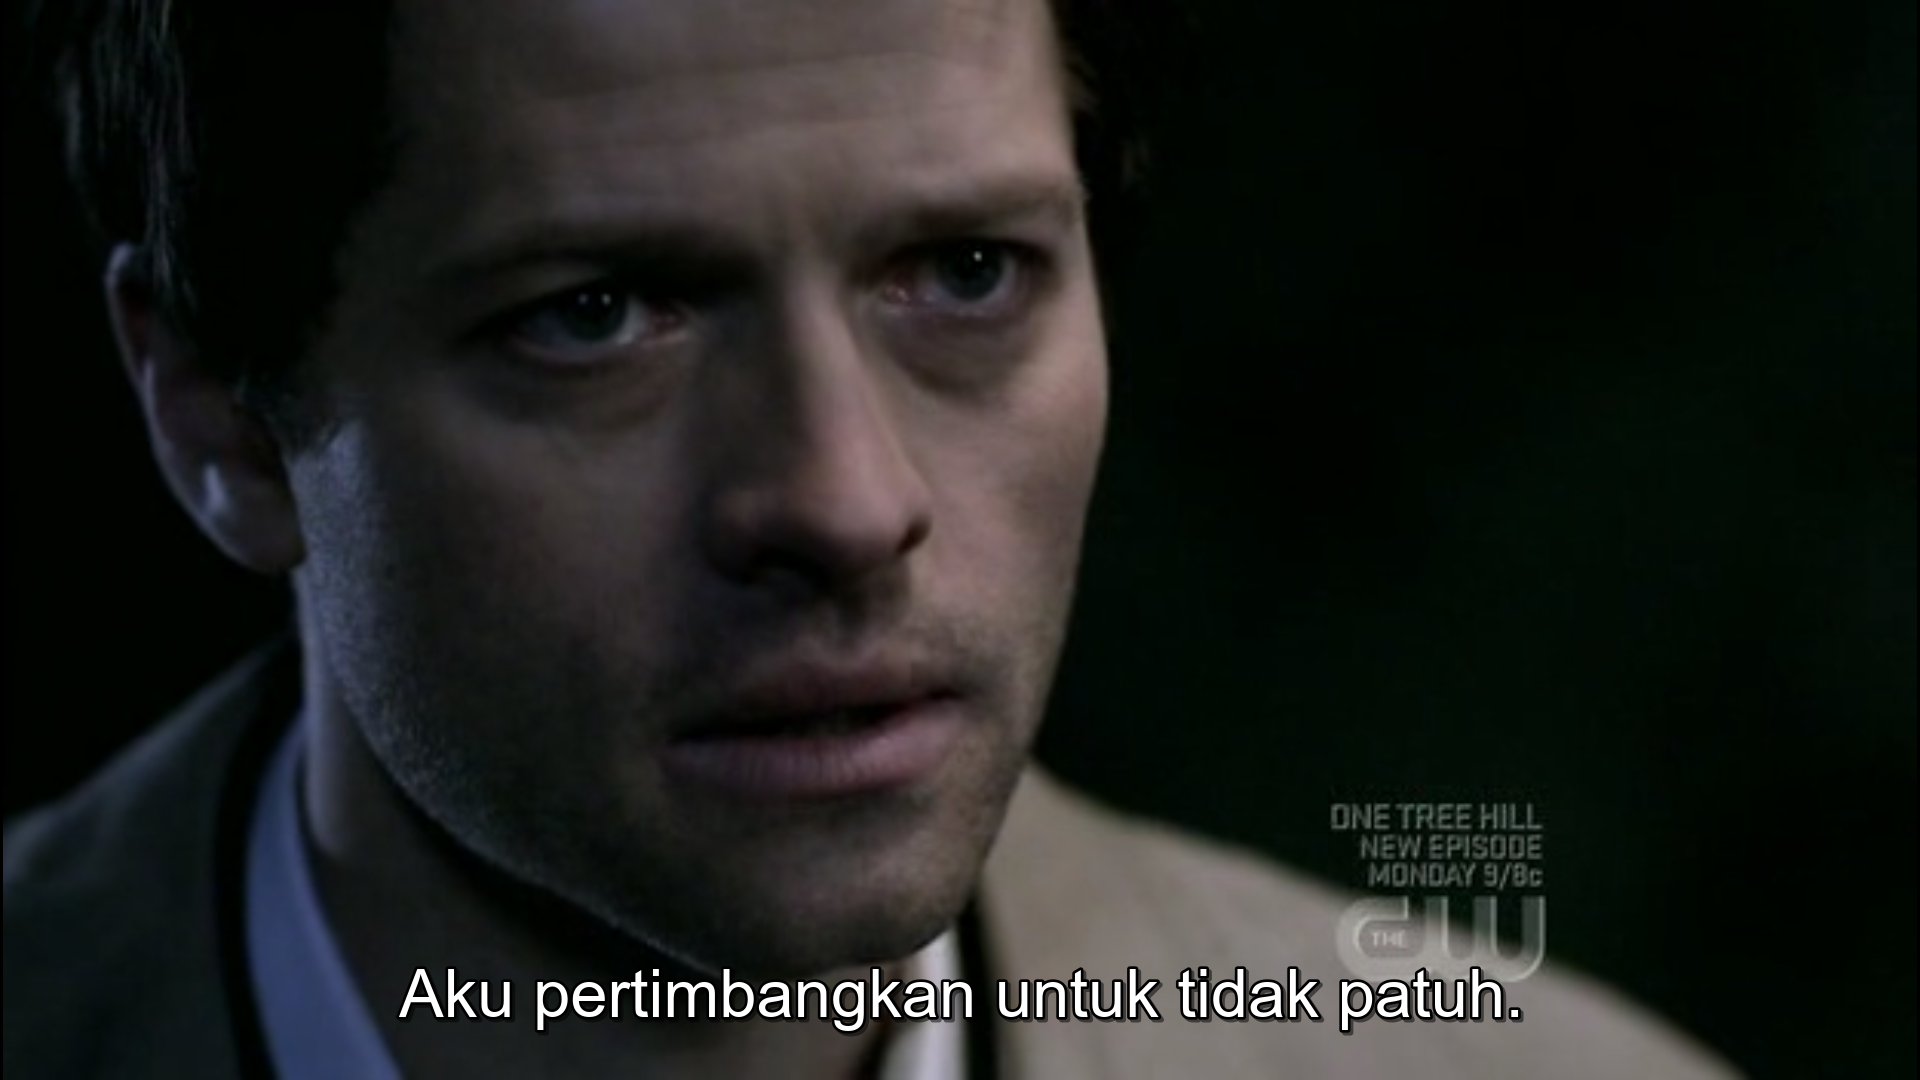 ONE TREE HILL
NEW EPISODE
MONDAY 9/8c
THE CW
Aku pertimbangkan untuk tidak patuh.